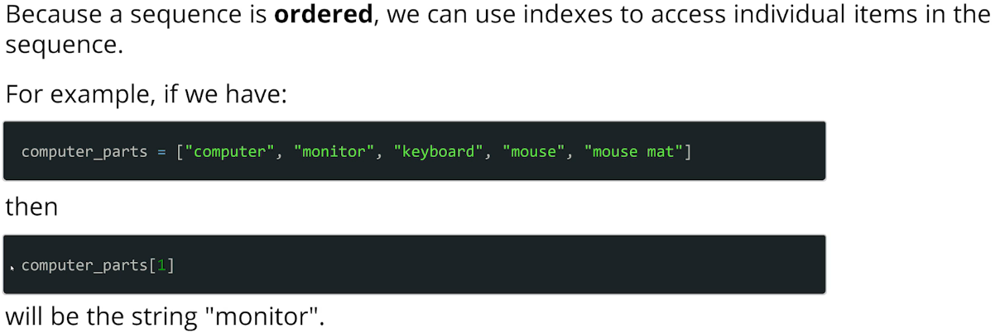 Because a sequence is ordered, we can use indexes to access individual items in the
sequence.
For example, if we have:
computer_parts = ["computer", "monitor", "keyboard", "mouse", "mouse mat"]
then
computer_parts[1]
will be the string "monitor".